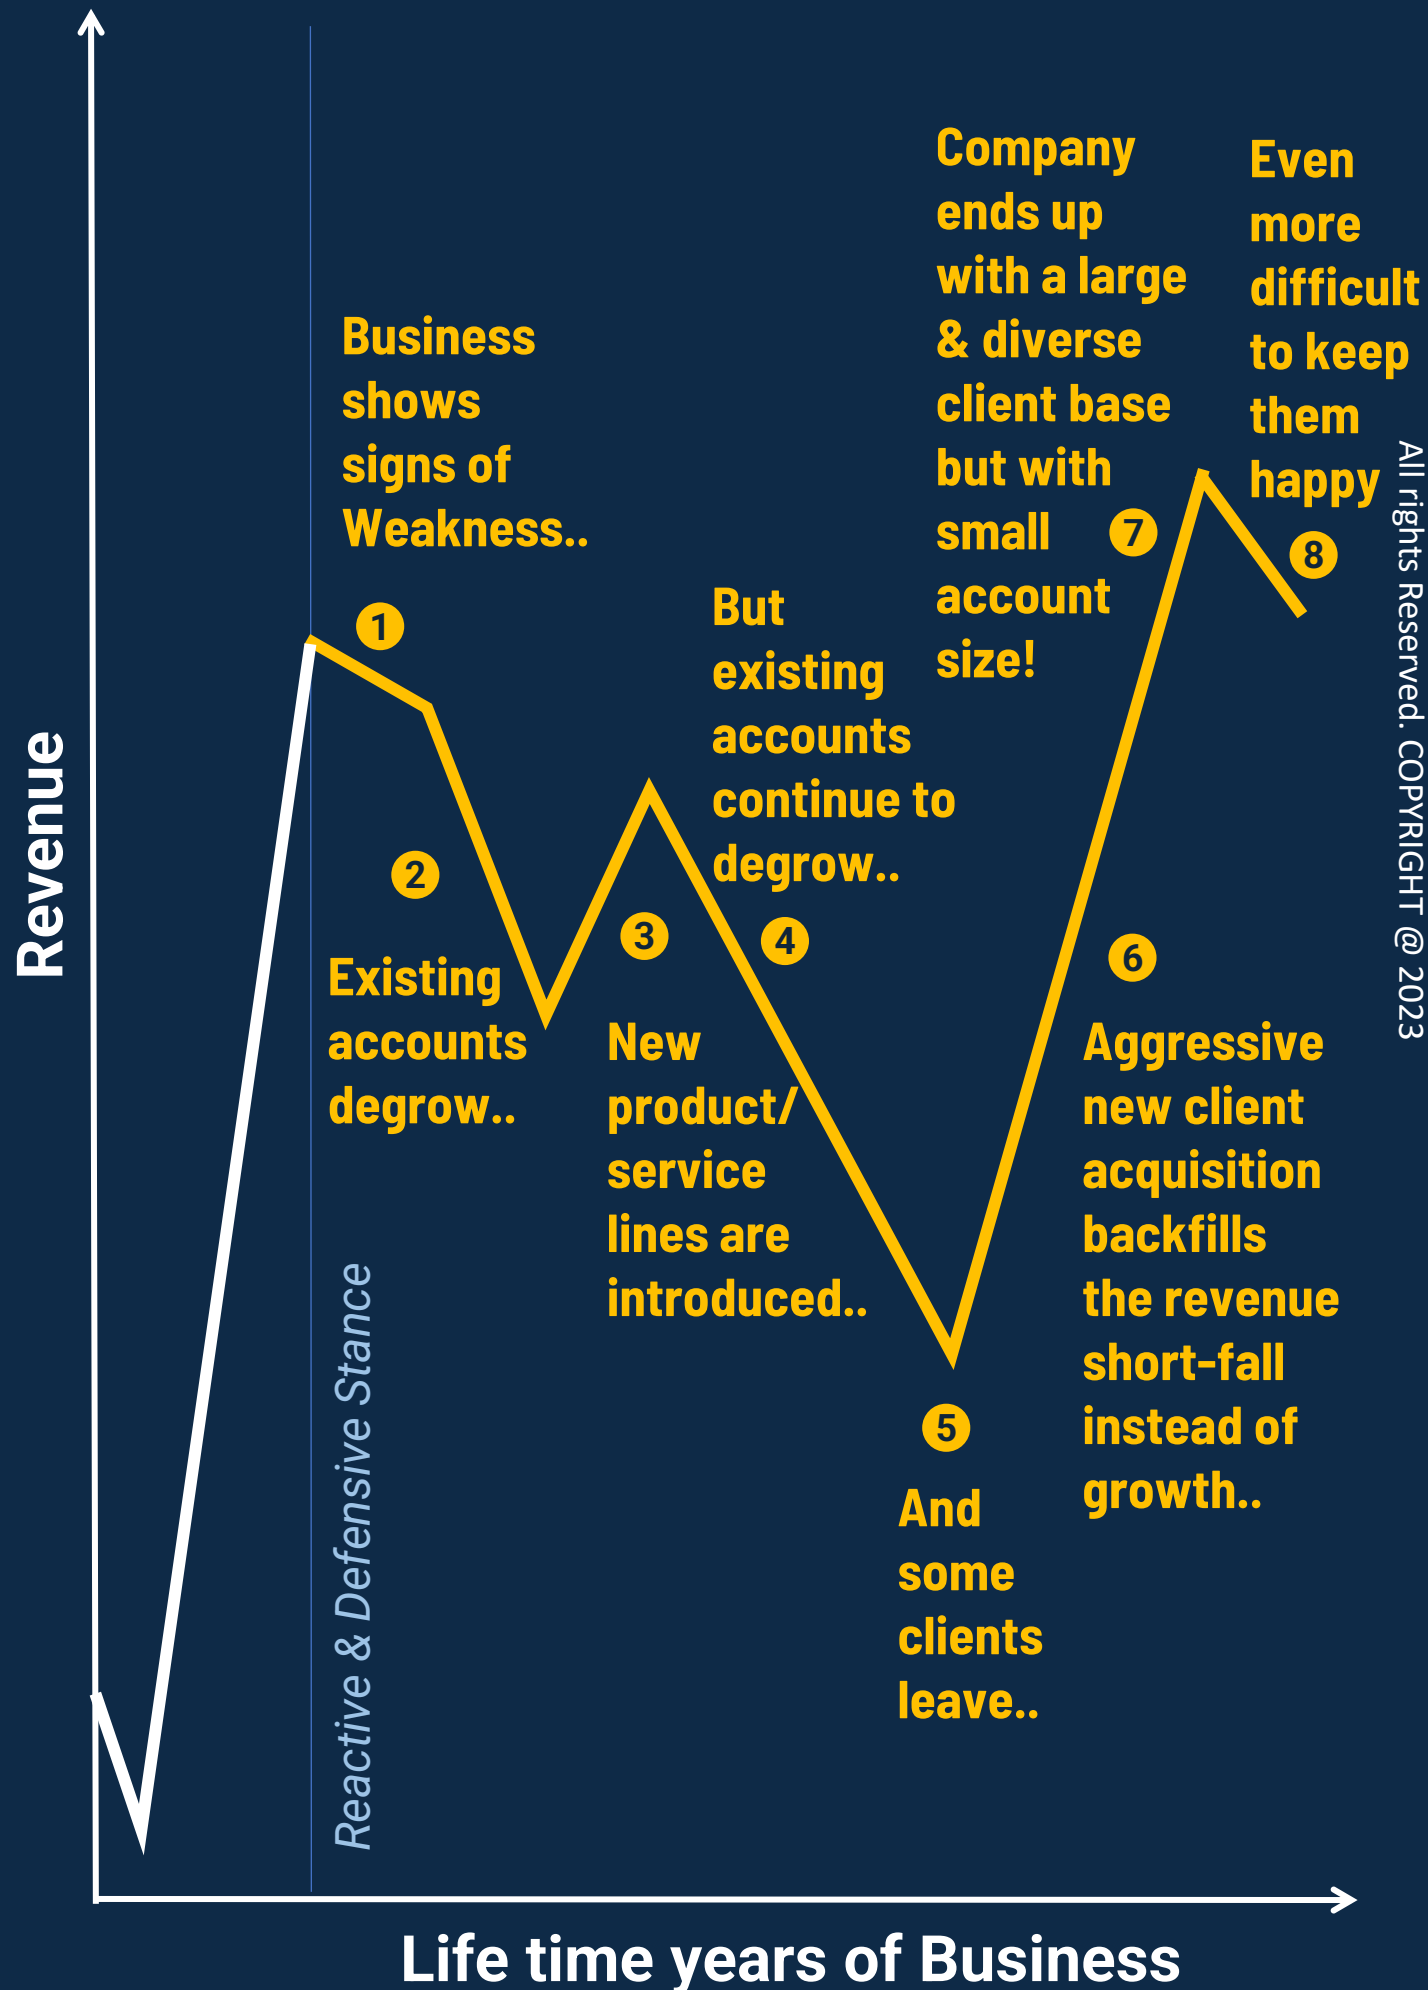 Revenue
Business
shows
signs of
Weakness..
1
2
Existing
accounts
degrow..
3
New
product/
service
lines are
introduced..
But
existing
accounts
continue to
degrow..
4
5
And
some
clients
leave..
6
Aggressive
new client
acquisition
backfills
the revenue
short-fall
instead of
growth..
Company
ends up
with a large
& diverse
client base
but with
small
account
size!
7
Even
more
difficult
to keep
them
happy
8
Reactive & Defensive Stance
Life time years of Business
All rights Reserved. COPYRIGHT @ 2023